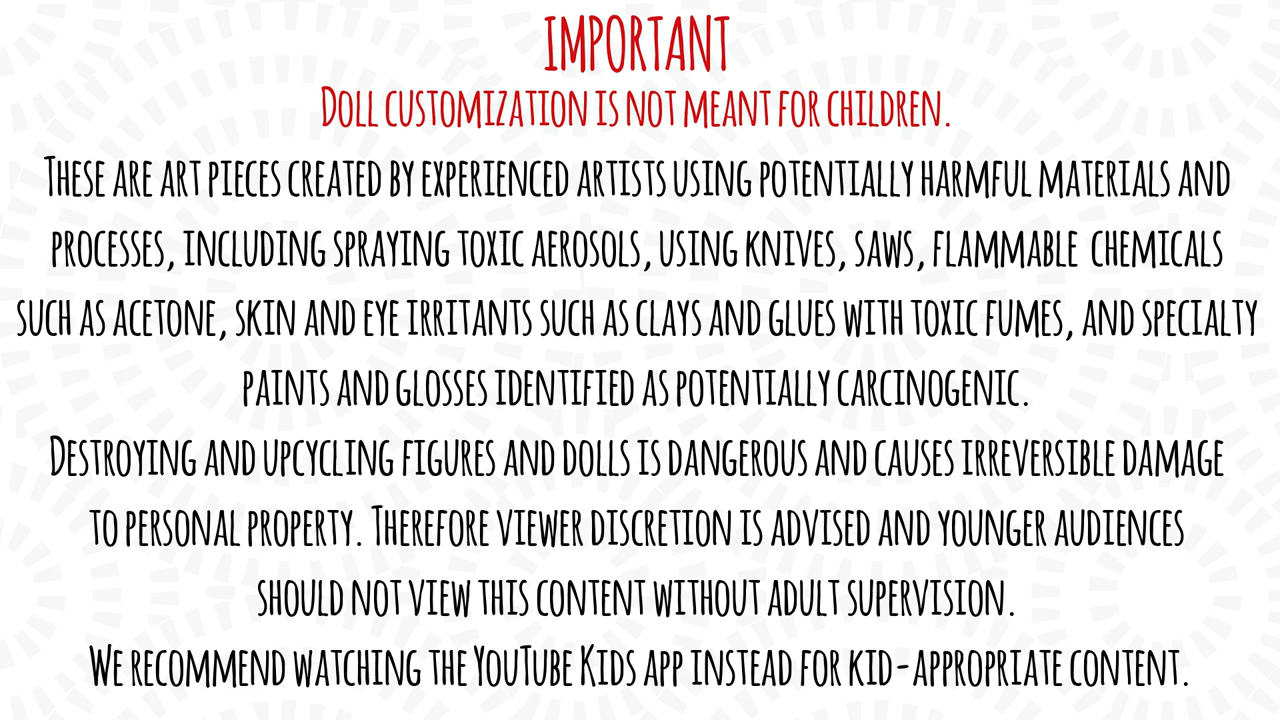 IMPORTANT
Doll customization is not meant for children.
These are art pieces created by experienced artists using potentially harmful materials and
processes, including spraying toxic aerosols, using knives, saws, flammable chemicals
such as acetone, skin and eye irritants such as clays and glues with toxic fumes, and specialty
paints and glosses identified as potentially carcinogenic.
Destroying and upcycling figures and dolls is dangerous and causes irreversible damage
to personal property. Therefore viewer discretion is advised and younger audiences
should not view this content without adult supervision.
We recommend watching the YouTube Kids app instead for kid-appropriate content.